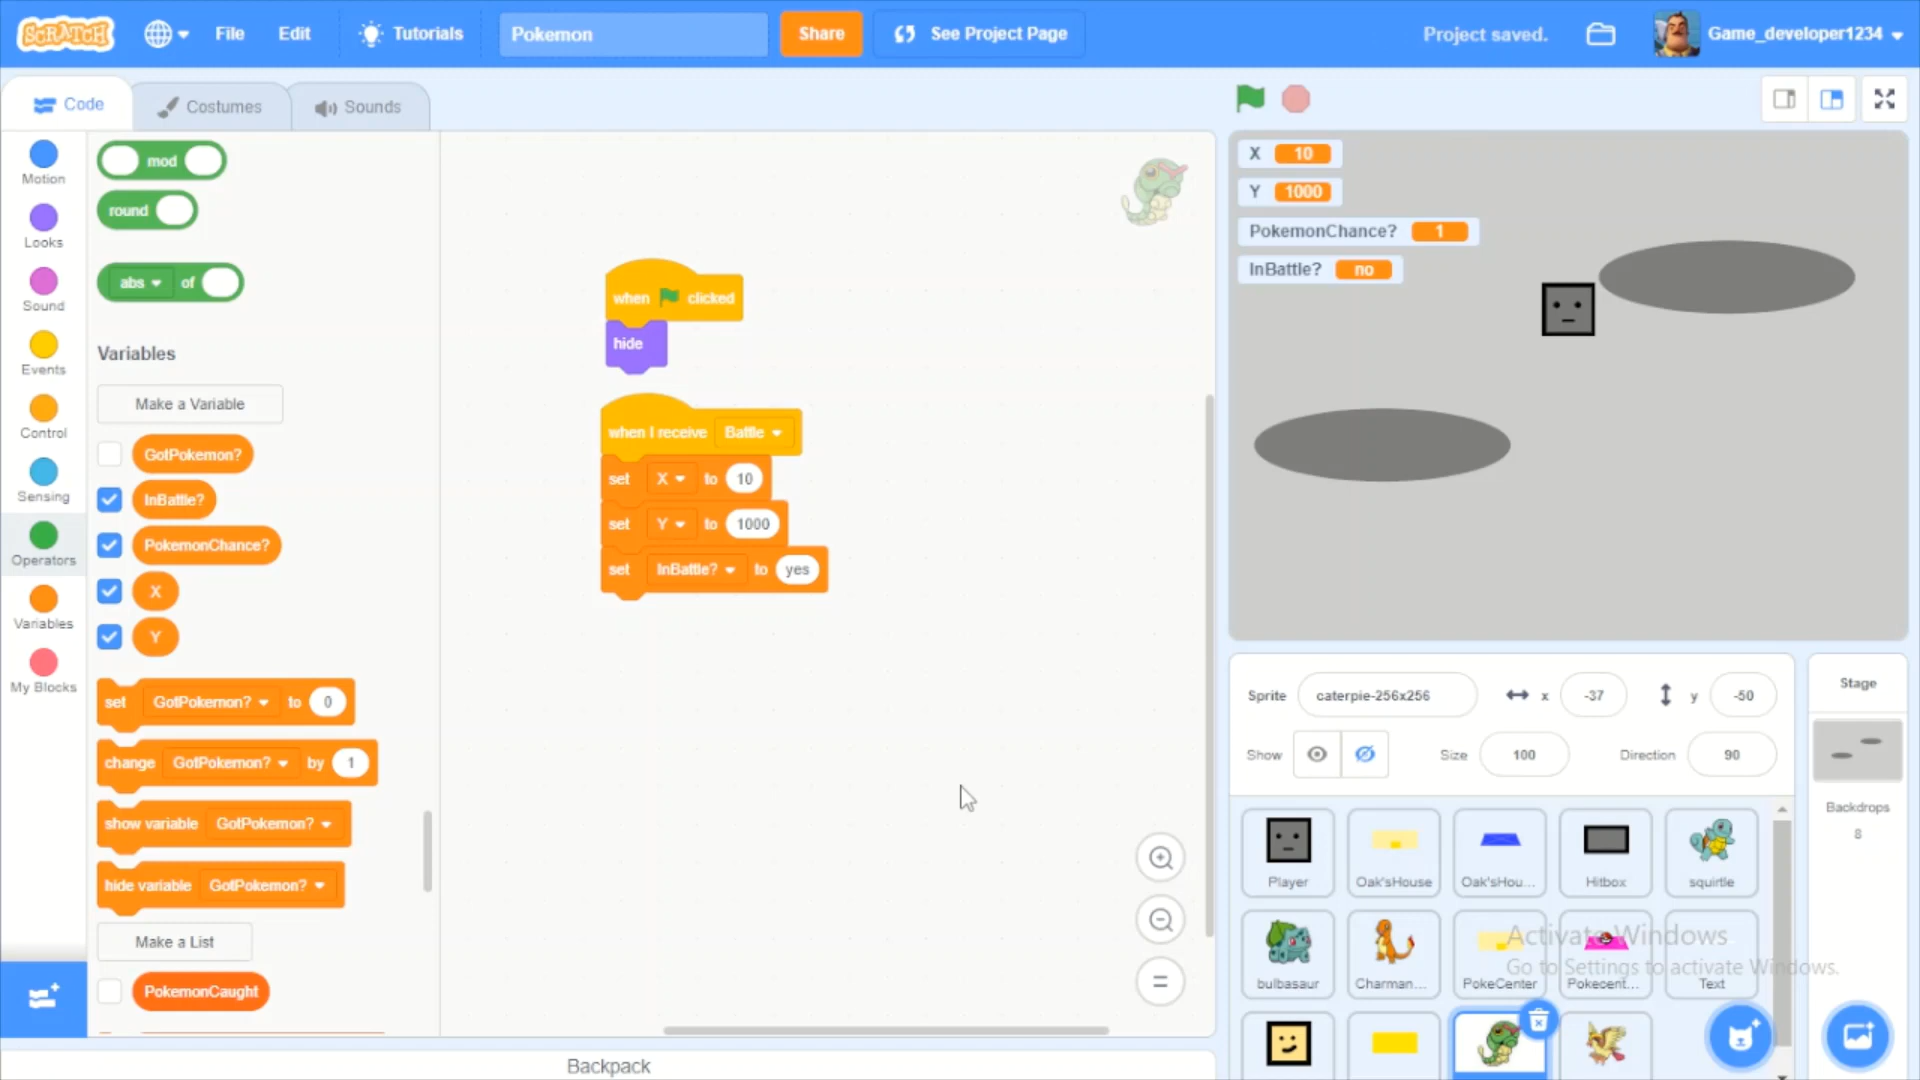 SCRATCH
File
Edit
Tutorials
Pokemon
Share
See Project Page
Project saved.
Game_developer1234
Code
Costumes
Sounds
Motion
Looks
Sound
Events
Control
Sensing
Operators
Variables
My Blocks
mod
round
abs of
Variables
Make a Variable
GotPokemon?
InBattle?
PokemonChance?
X
Y
set GotPokemon? to 0
change GotPokemon? by 1
show variable GotPokemon?
hide variable GotPokemon?
Make a List
PokemonCaught
when clicked
hide
when I receive Battle
set X to 10
set Y to 1000
set InBattle? to yes
Backpack
X 10
Y 1000
PokemonChance? 1
InBattle? no
Sprite caterpie-256x256 x -37 y -50
Show Size 100 Direction 90
Stage
Backdrops
8
Player
Oak'sHouse
Oak'sHou...
Hitbox
squirtle
bulbasaur
Charman...
PokeCenter
Pokecent...
Text
Activate Windows
Go to Settings to activate Windows.